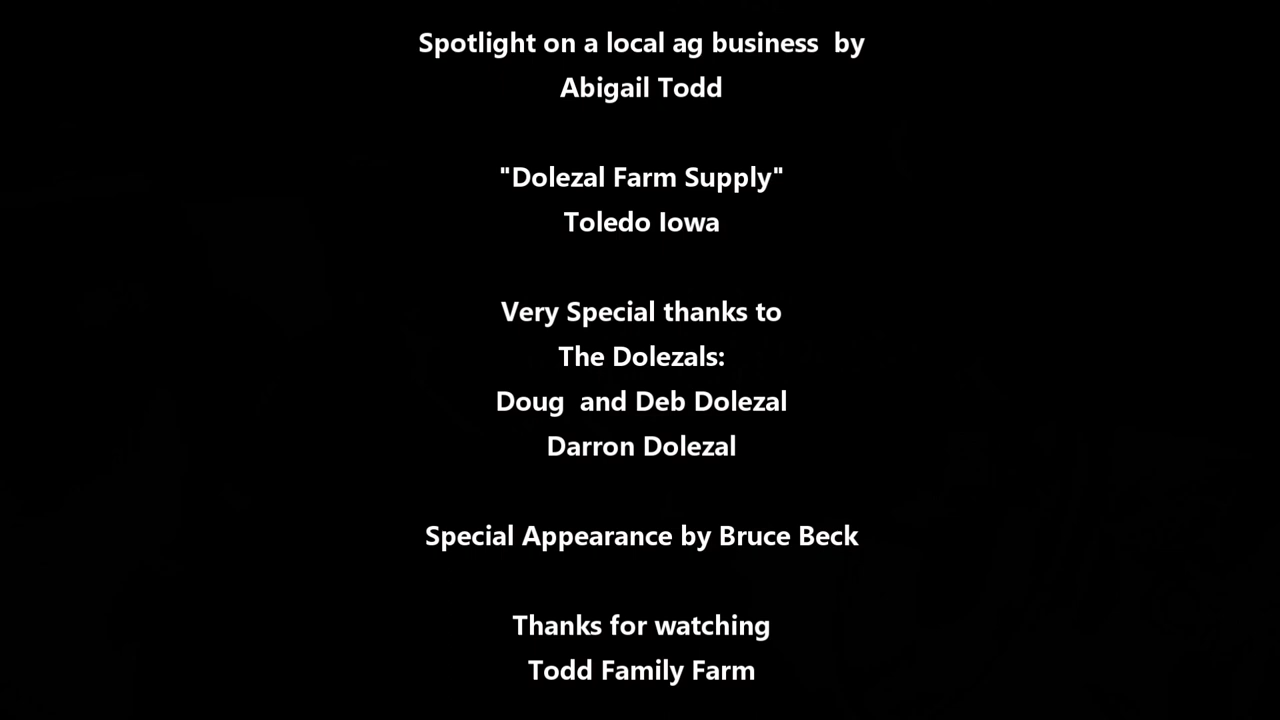 Spotlight on a local ag business  by
Abigail Todd
"Dolezal Farm Supply"
Toledo Iowa
Very Special thanks to
The Dolezals:
Doug  and Deb Dolezal
Darron Dolezal
Special Appearance by Bruce Beck
Thanks for watching
Todd Family Farm